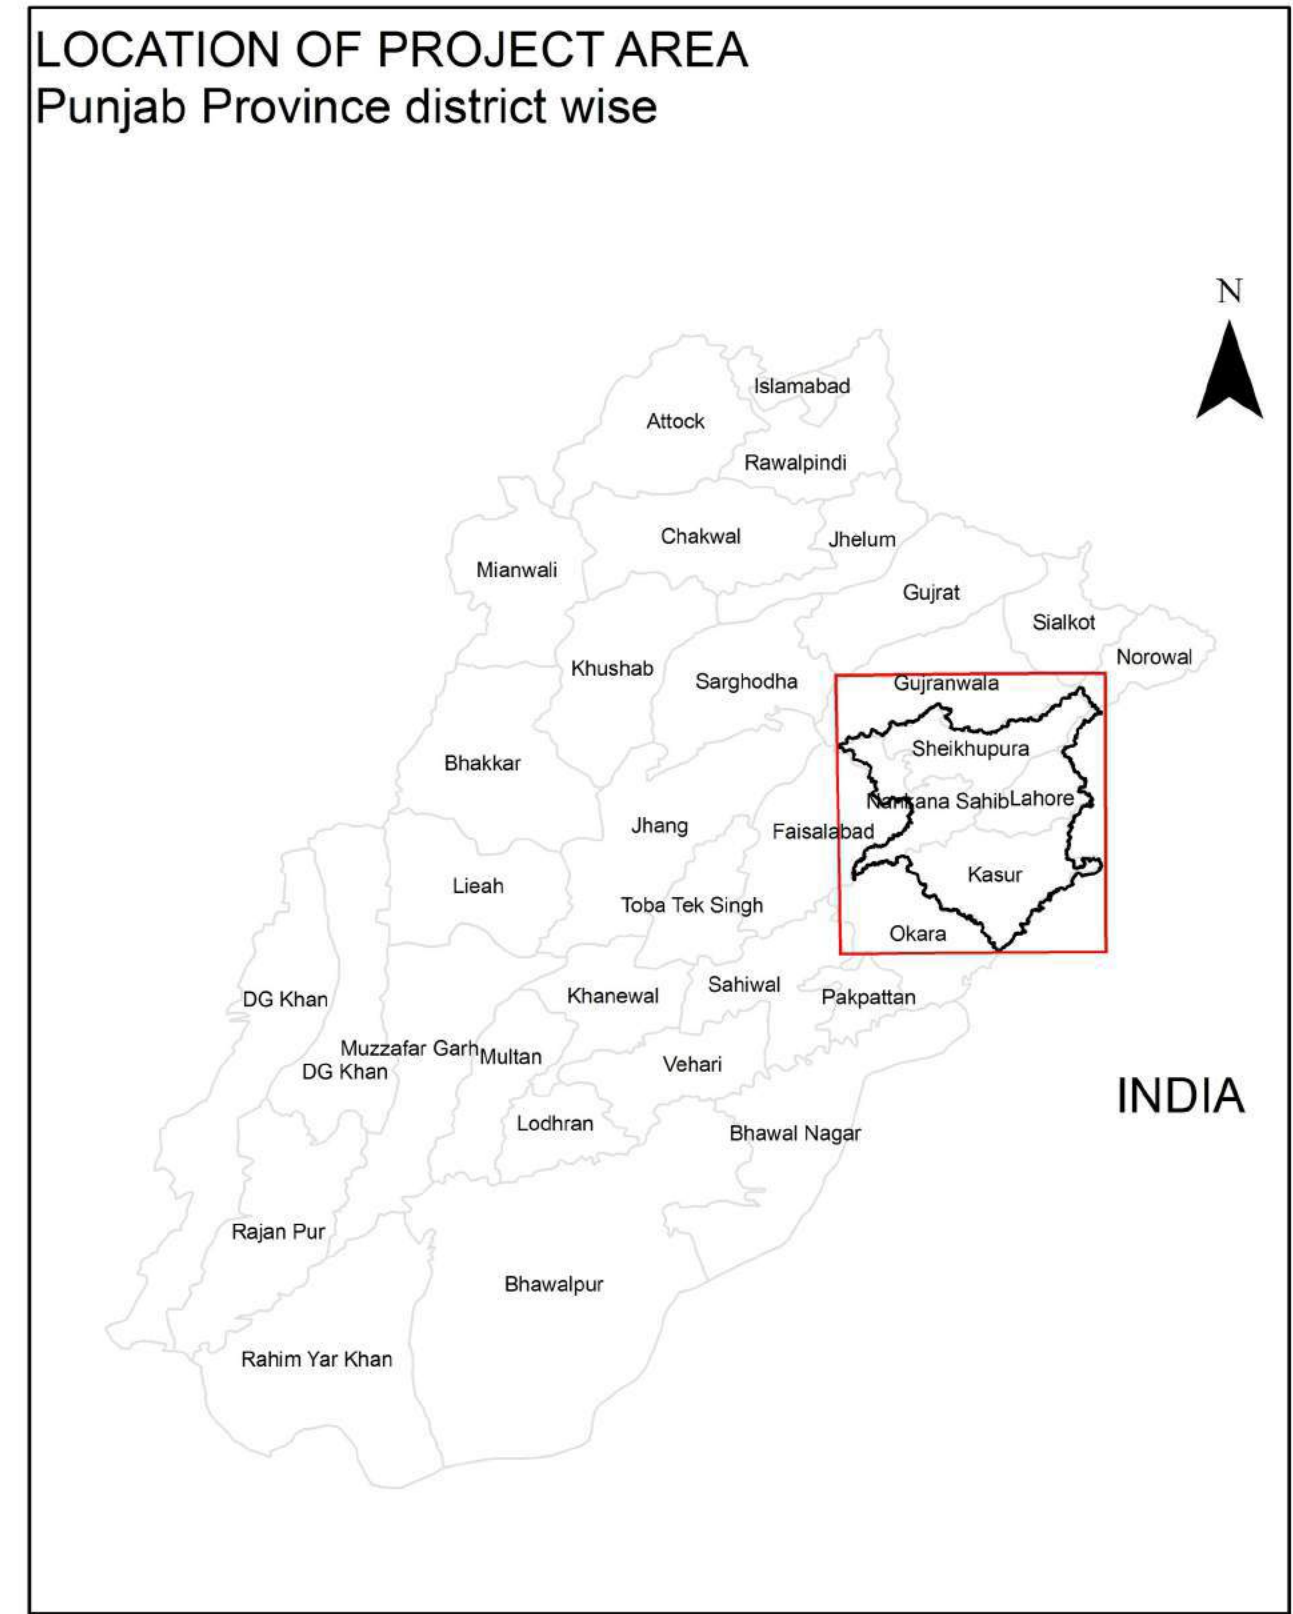 LOCATION OF PROJECT AREA
Punjab Province district wise
N
Islamabad
Attock
Rawalpindi
Chakwal
Jhelum
Mianwali
Gujrat
Sialkot
Norowal
Khushab
Sarghodha
Gujranwala
Sheikhupura
Bhakkar
Nankana Sahib
Lahore
Jhang
Faisalabad
Kasur
Lieah
Toba Tek Singh
Okara
DG Khan
Khanewal
Sahiwal
Pakpattan
Muzzafar Garh
Multan
DG Khan
Vehari
INDIA
Lodhran
Bhawal Nagar
Rajan Pur
Bhawalpur
Rahim Yar Khan